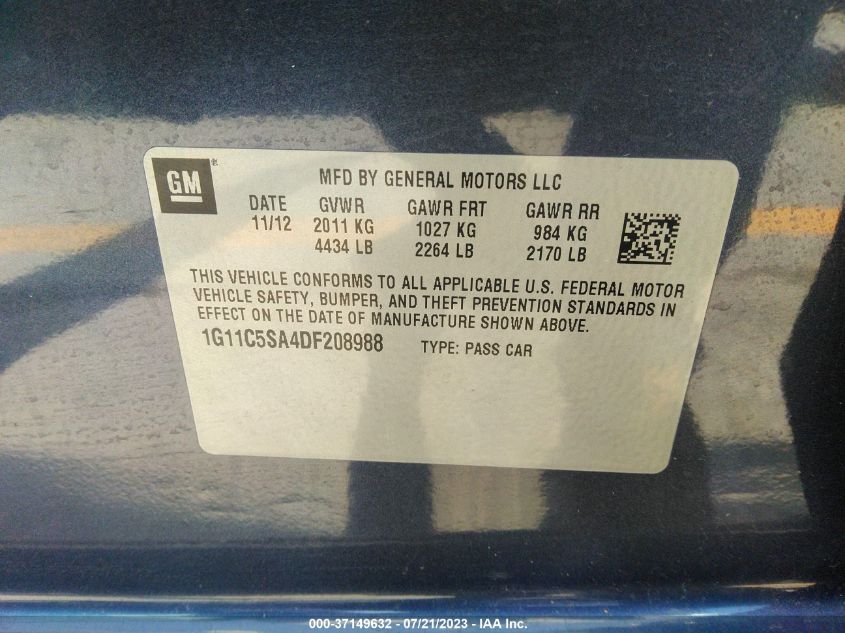 GM®
MFD BY GENERAL MOTORS LLC
DATE GVWR GAWR FRT GAWR RR
11/12 2011 KG 1027 KG 984 KG
4434 LB 2264 LB 2170 LB
THIS VEHICLE CONFORMS TO ALL APPLICABLE U.S. FEDERAL MOTOR
VEHICLE SAFETY, BUMPER, AND THEFT PREVENTION STANDARDS IN
EFFECT ON THE DATE OF MANUFACTURE SHOWN ABOVE.
1G11C5SA4DF208988 TYPE: PASS CAR
000-37149632 - 07/21/2023 - IAA Inc.